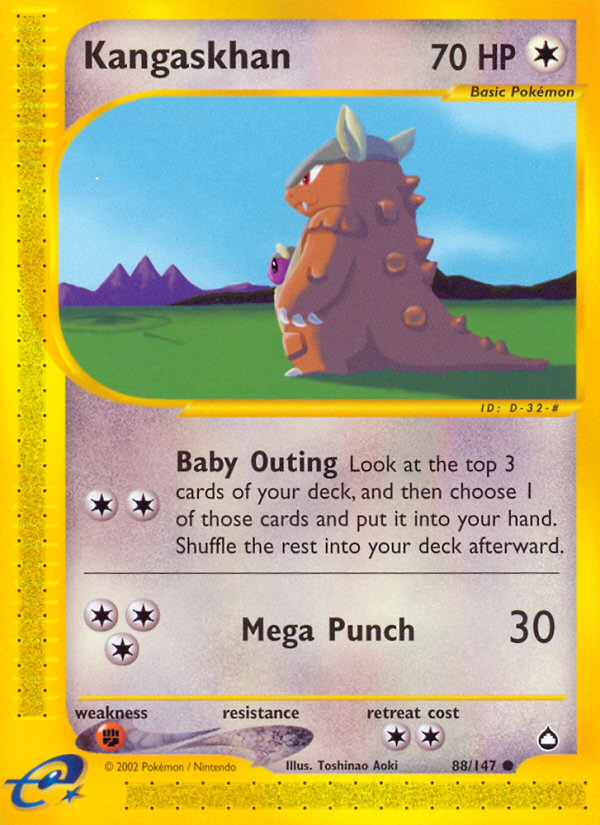 Kangaskhan 70 HP
Basic Pokémon
ID: D-32-#
Baby Outing Look at the top 3
cards of your deck, and then choose 1
of those cards and put it into your hand.
Shuffle the rest into your deck afterward.
Mega Punch 30
weakness resistance retreat cost
© 2002 Pokémon / Nintendo Illus. Toshinao Aoki 88/147
e